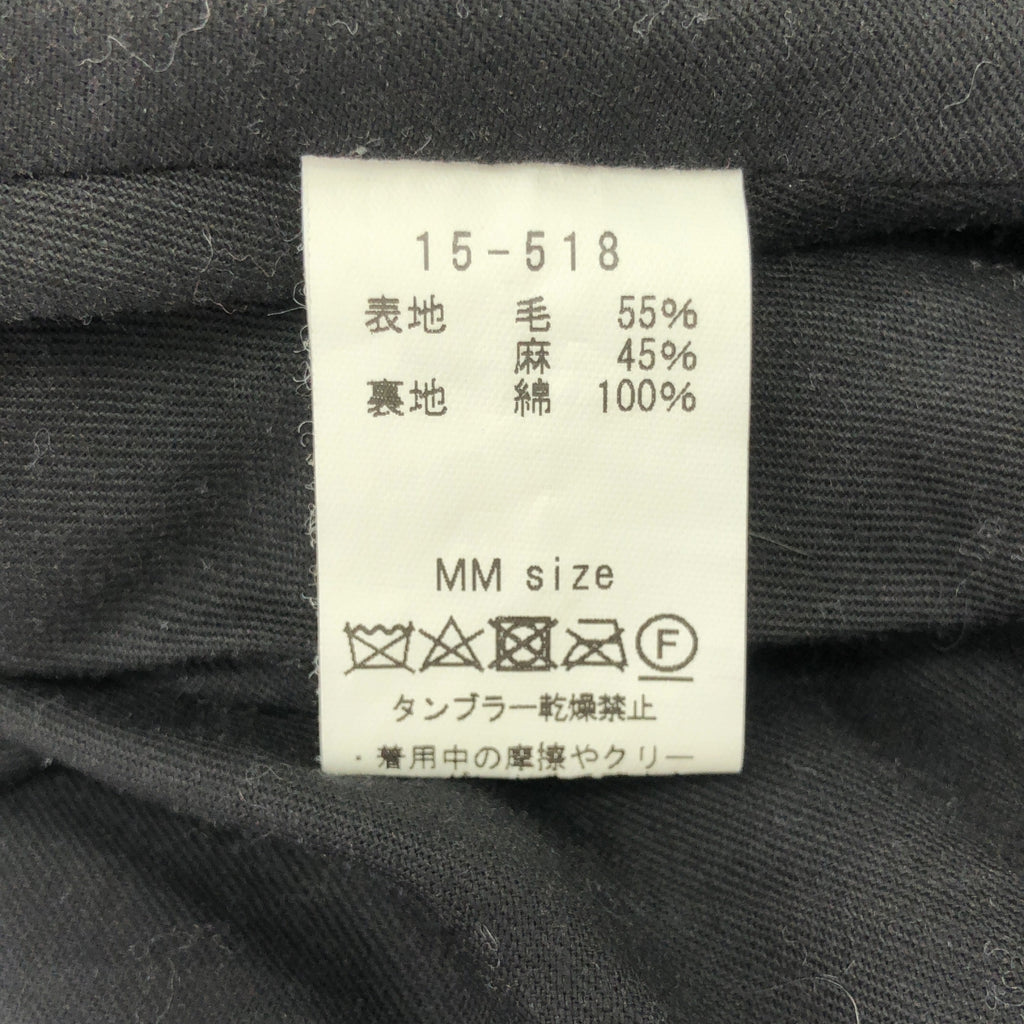 15-518
表地 毛 55%
麻 45%
裏地 綿 100%
MM size
F
タンブラー乾燥禁止
・着用中の摩擦やクリー